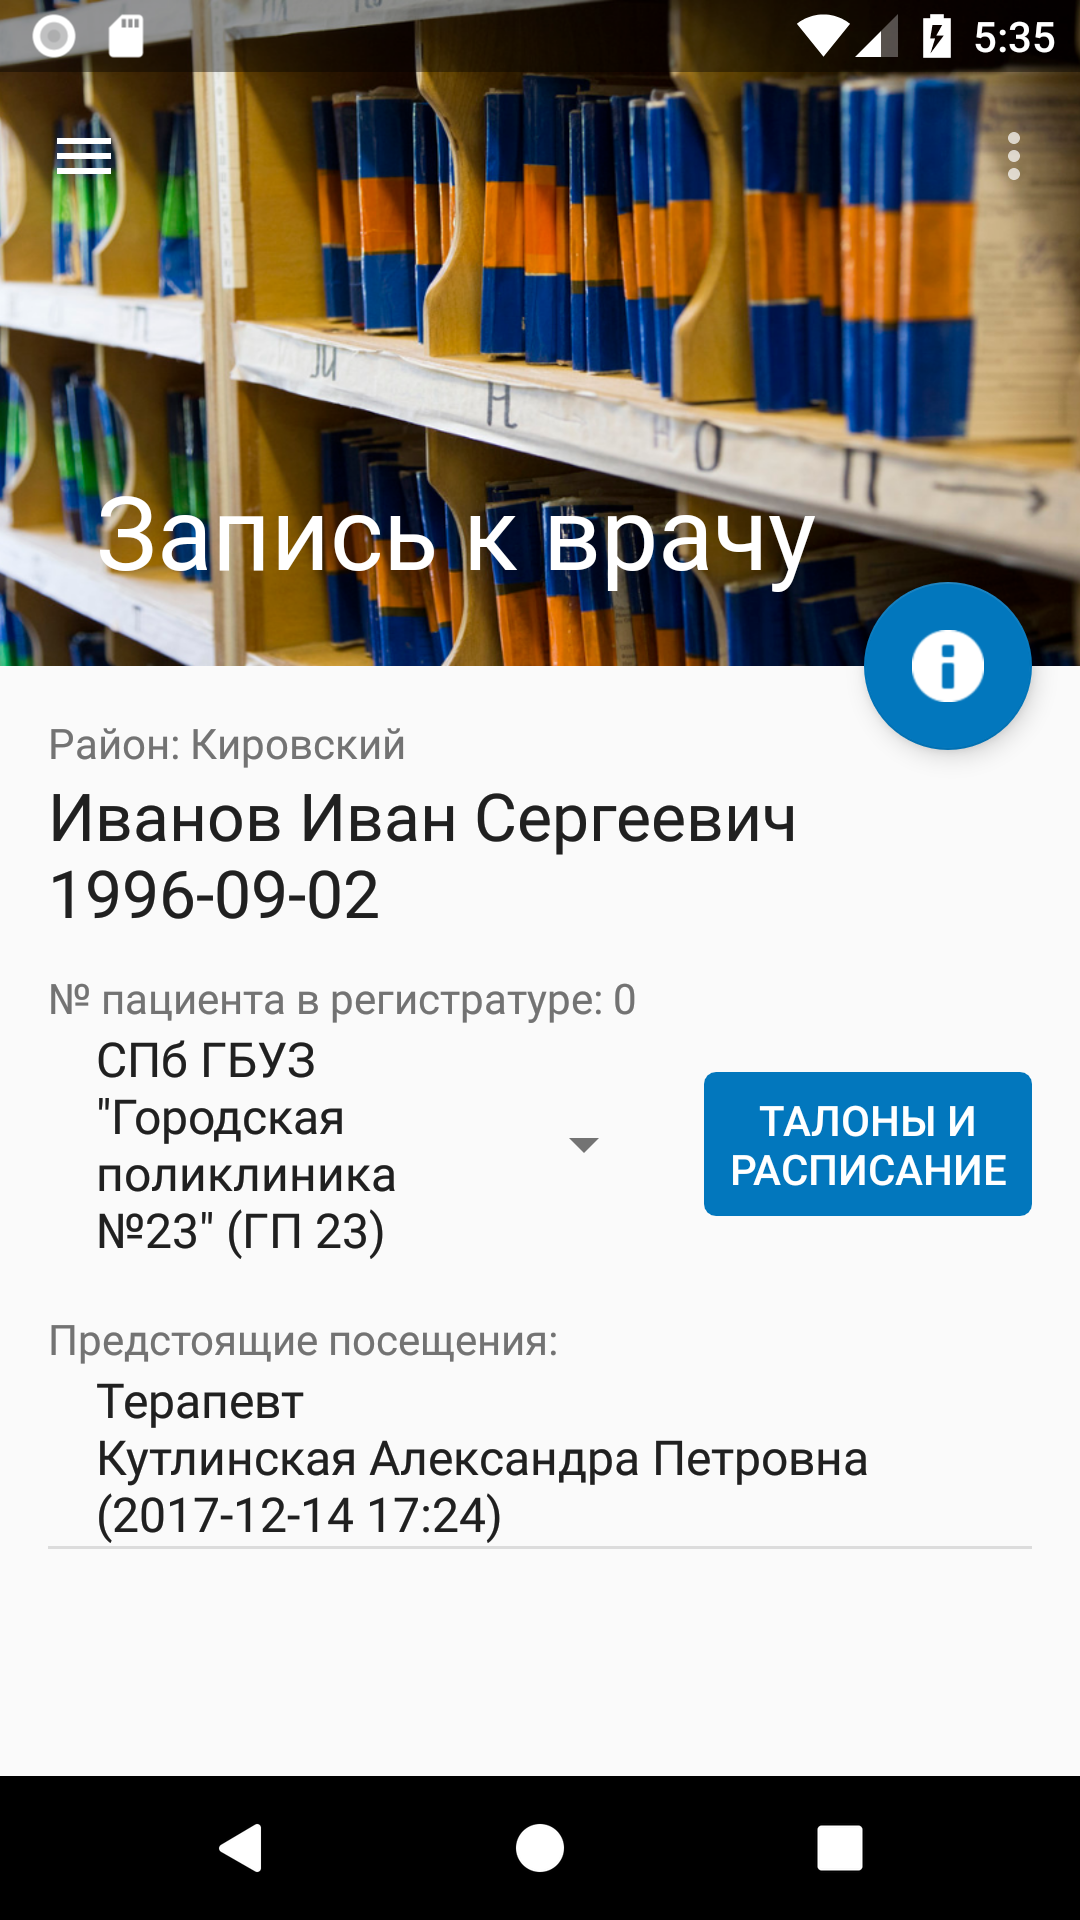 5:35
ЛИ
Н
О
П
Запись к врачу
Район: Кировский
Иванов Иван Сергеевич
1996-09-02
№ пациента в регистратуре: 0
СПб ГБУЗ
"Городская
поликлиника
№23" (ГП 23)
ТАЛОНЫ И
РАСПИСАНИЕ
Предстоящие посещения:
Терапевт
Кутлинская Александра Петровна
(2017-12-14 17:24)